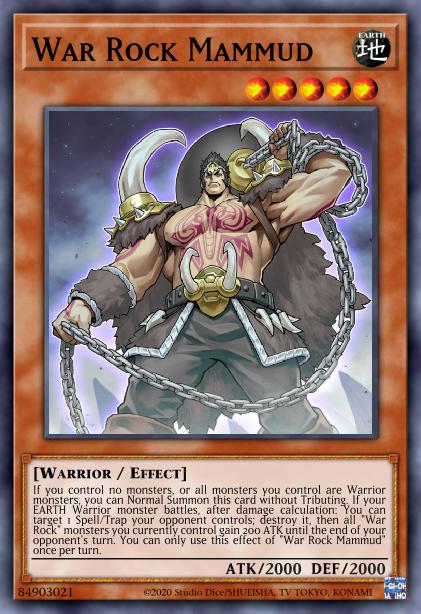 WAR ROCK MAMMUD
EARTH
地
[WARRIOR / EFFECT]
If you control no monsters, or all monsters you control are Warrior
monsters, you can Normal Summon this card without Tributing. If your
EARTH Warrior monster battles, after damage calculation: You can
target 1 Spell/Trap your opponent controls; destroy it, then all "War
Rock" monsters you currently control gain 200 ATK until the end of your
opponent's turn. You can only use this effect of "War Rock Mammud"
once per turn.
ATK/2000 DEF/2000
84903021
©2020 Studio Dice/SHUEISHA, TV TOKYO, KONAMI